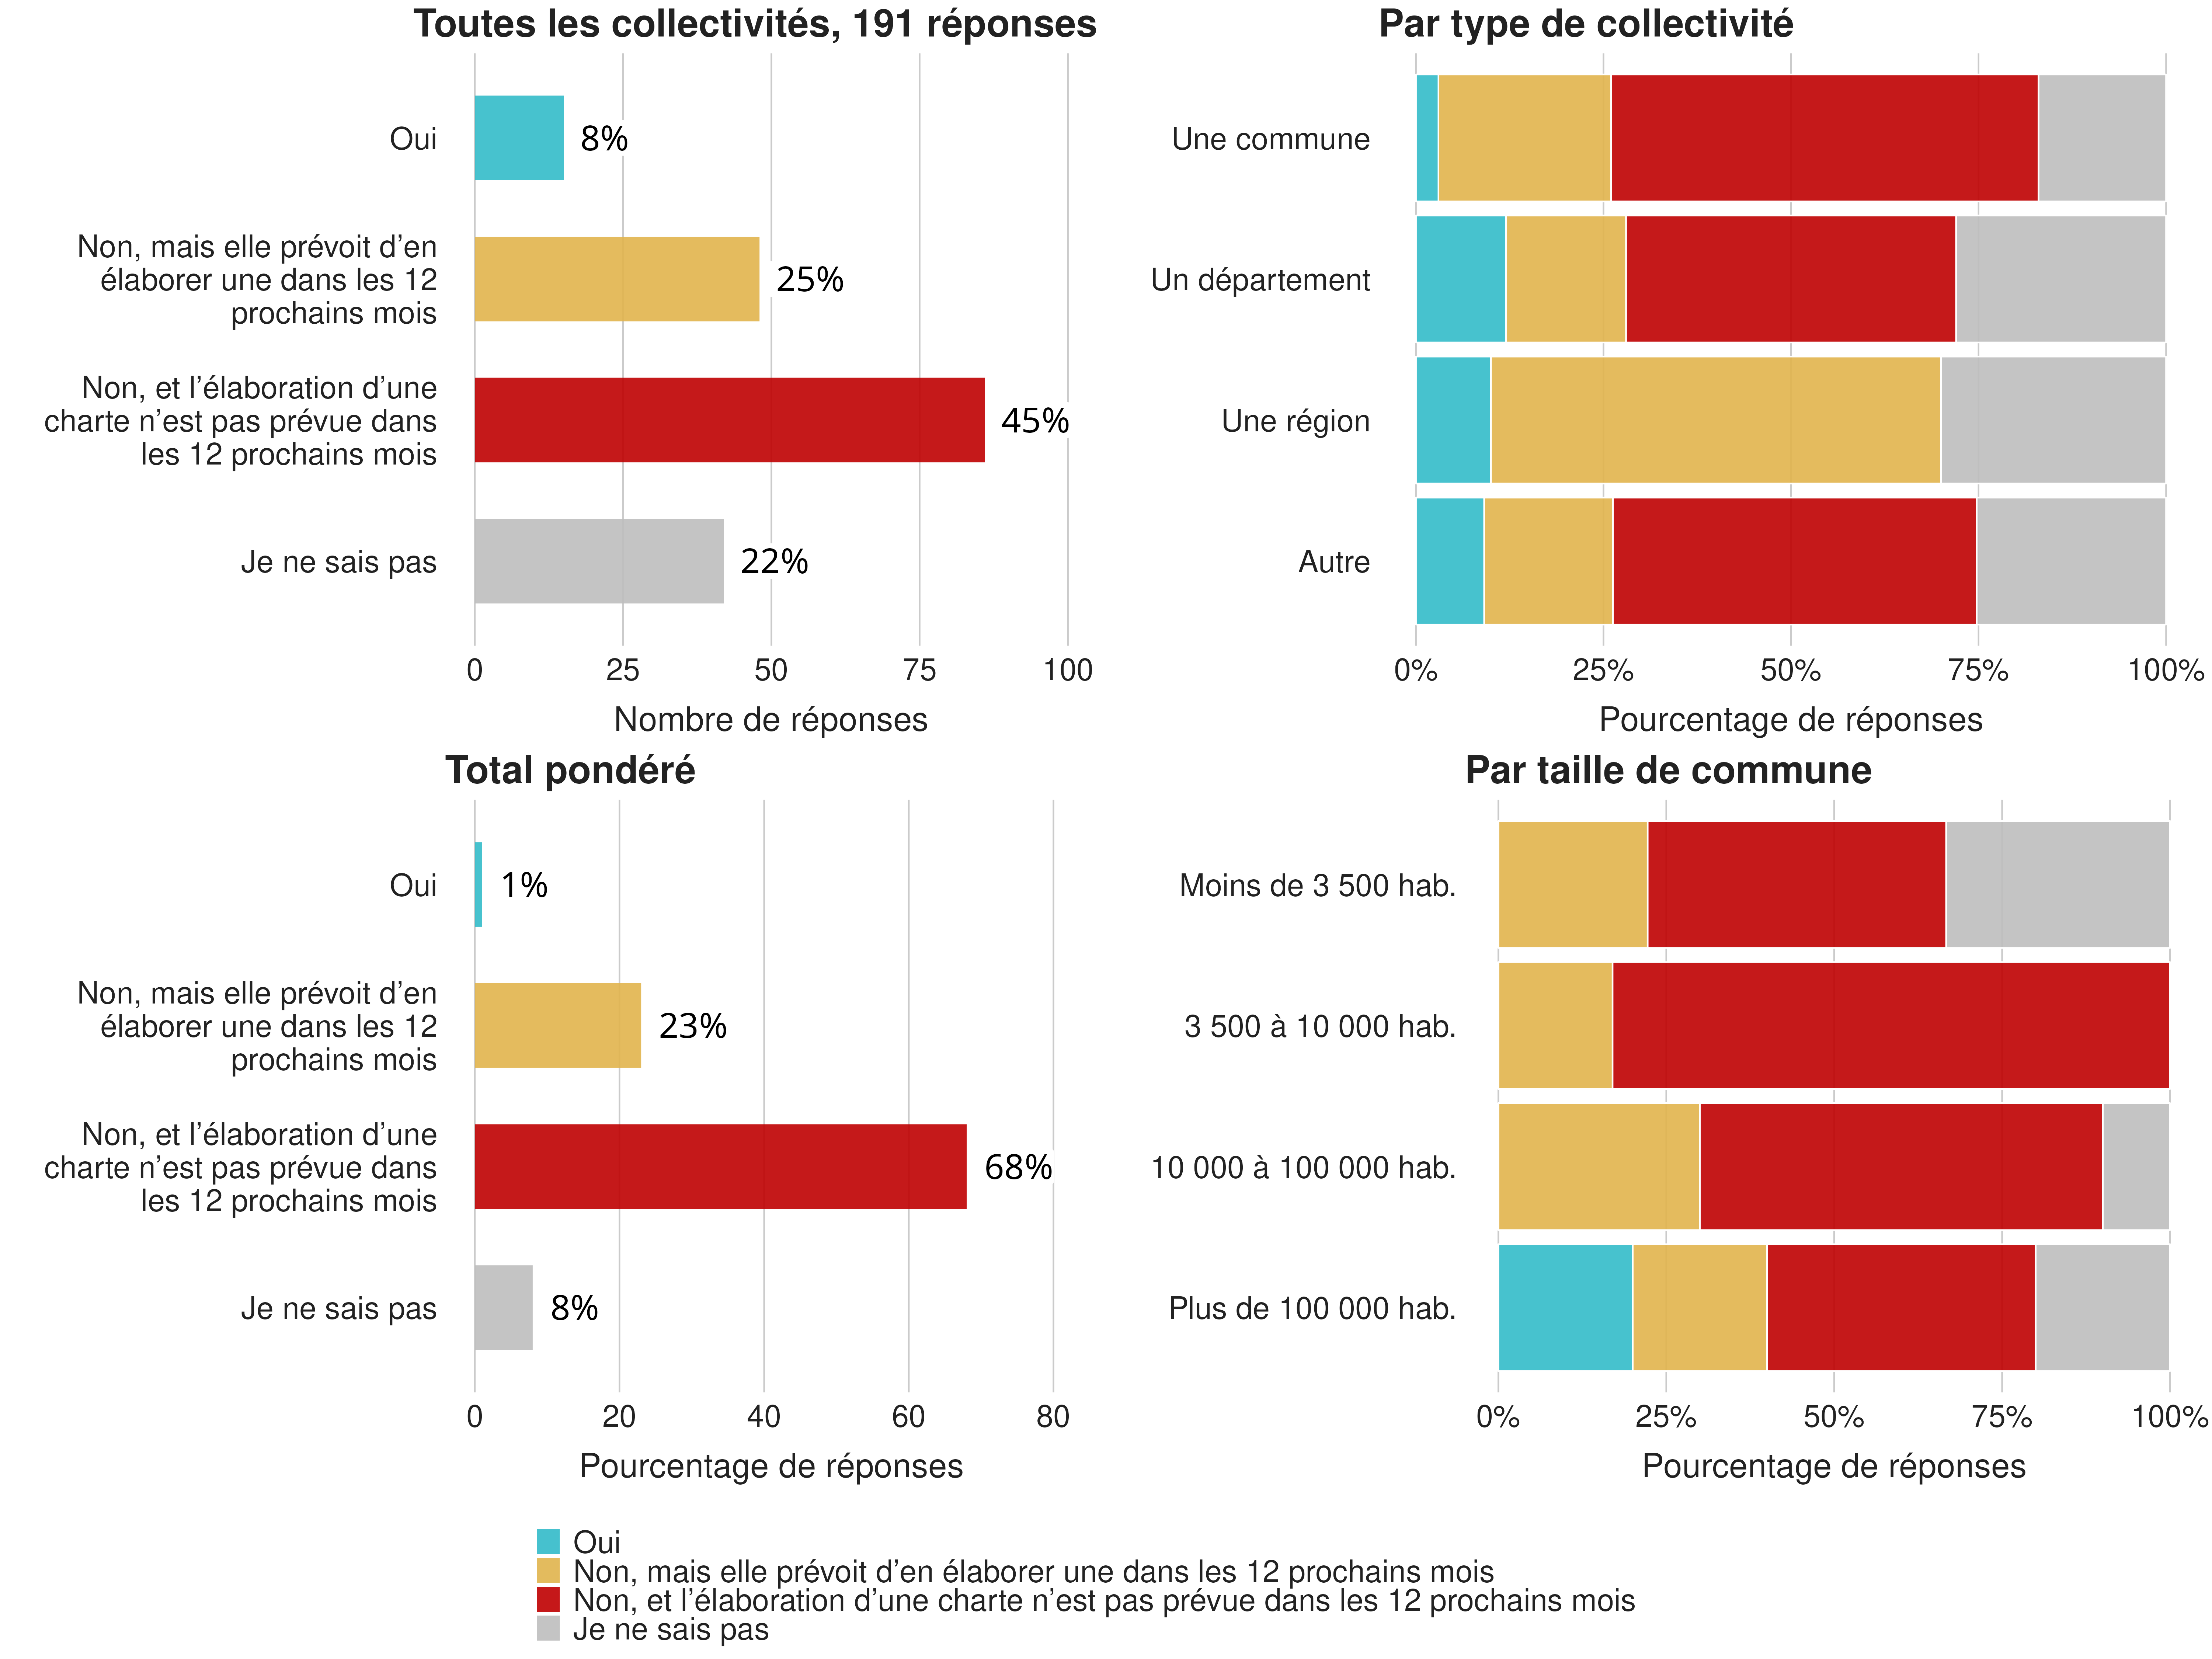 Toutes les collectivités, 191 réponses
Oui
8%
Non, mais elle prévoit d’en
élaborer une dans les 12
prochains mois
25%
Non, et l’élaboration d’une
charte n’est pas prévue dans
les 12 prochains mois
45%
Je ne sais pas
22%
0 25 50 75 100
Nombre de réponses
Par type de collectivité
Une commune
Un département
Une région
Autre
0% 25% 50% 75% 100%
Pourcentage de réponses
Total pondéré
Oui
1%
Non, mais elle prévoit d’en
élaborer une dans les 12
prochains mois
23%
Non, et l’élaboration d’une
charte n’est pas prévue dans
les 12 prochains mois
68%
Je ne sais pas
8%
0 20 40 60 80
Pourcentage de réponses
Par taille de commune
Moins de 3 500 hab.
3 500 à 10 000 hab.
10 000 à 100 000 hab.
Plus de 100 000 hab.
0% 25% 50% 75% 100%
Pourcentage de réponses
Oui
Non, mais elle prévoit d’en élaborer une dans les 12 prochains mois
Non, et l’élaboration d’une charte n’est pas prévue dans les 12 prochains mois
Je ne sais pas